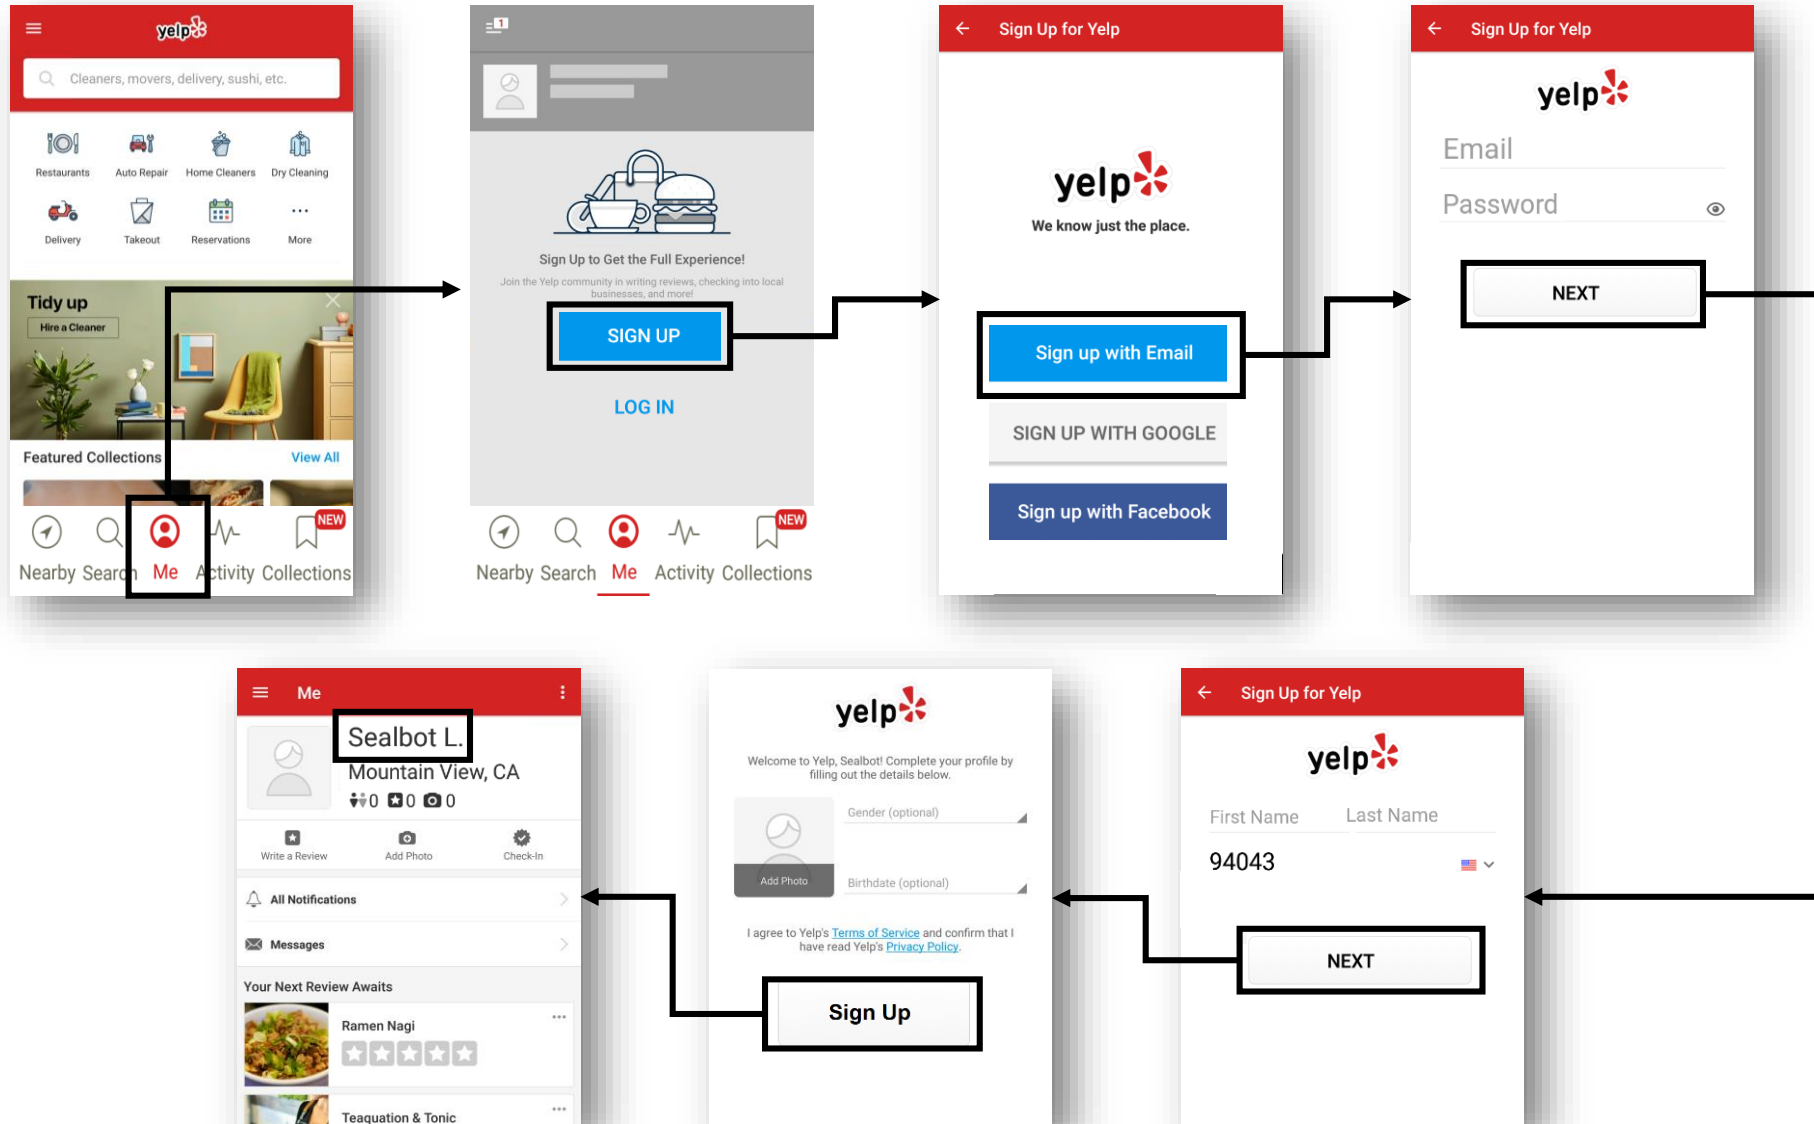 yelp
Cleaners, movers, delivery, sushi, etc.
Restaurants Auto Repair Home Cleaners Dry Cleaning
Delivery Takeout Reservations More
Tidy up
Hire a Cleaner
Featured Collections View All
NEW
Nearby Search Me Activity Collections
1
Sign Up to Get the Full Experience!
Join the Yelp community in writing reviews, checking into local
businesses, and more!
SIGN UP
LOG IN
NEW
Nearby Search Me Activity Collections
Sign Up for Yelp
yelp
We know just the place.
Sign up with Email
SIGN UP WITH GOOGLE
Sign up with Facebook
Sign Up for Yelp
yelp
Email
Password
NEXT
Sign Up for Yelp
yelp
First Name Last Name
94043
NEXT
yelp
Welcome to Yelp, Sealbot! Complete your profile by
filling out the details below.
Gender (optional)
Add Photo
Birthdate (optional)
I agree to Yelp's Terms of Service and confirm that I
have read Yelp's Privacy Policy.
Sign Up
Me
Sealbot L.
Mountain View, CA
0 0 0
Write a Review Add Photo Check-In
All Notifications
Messages
Your Next Review Awaits
Ramen Nagi
Teaquation & Tonic